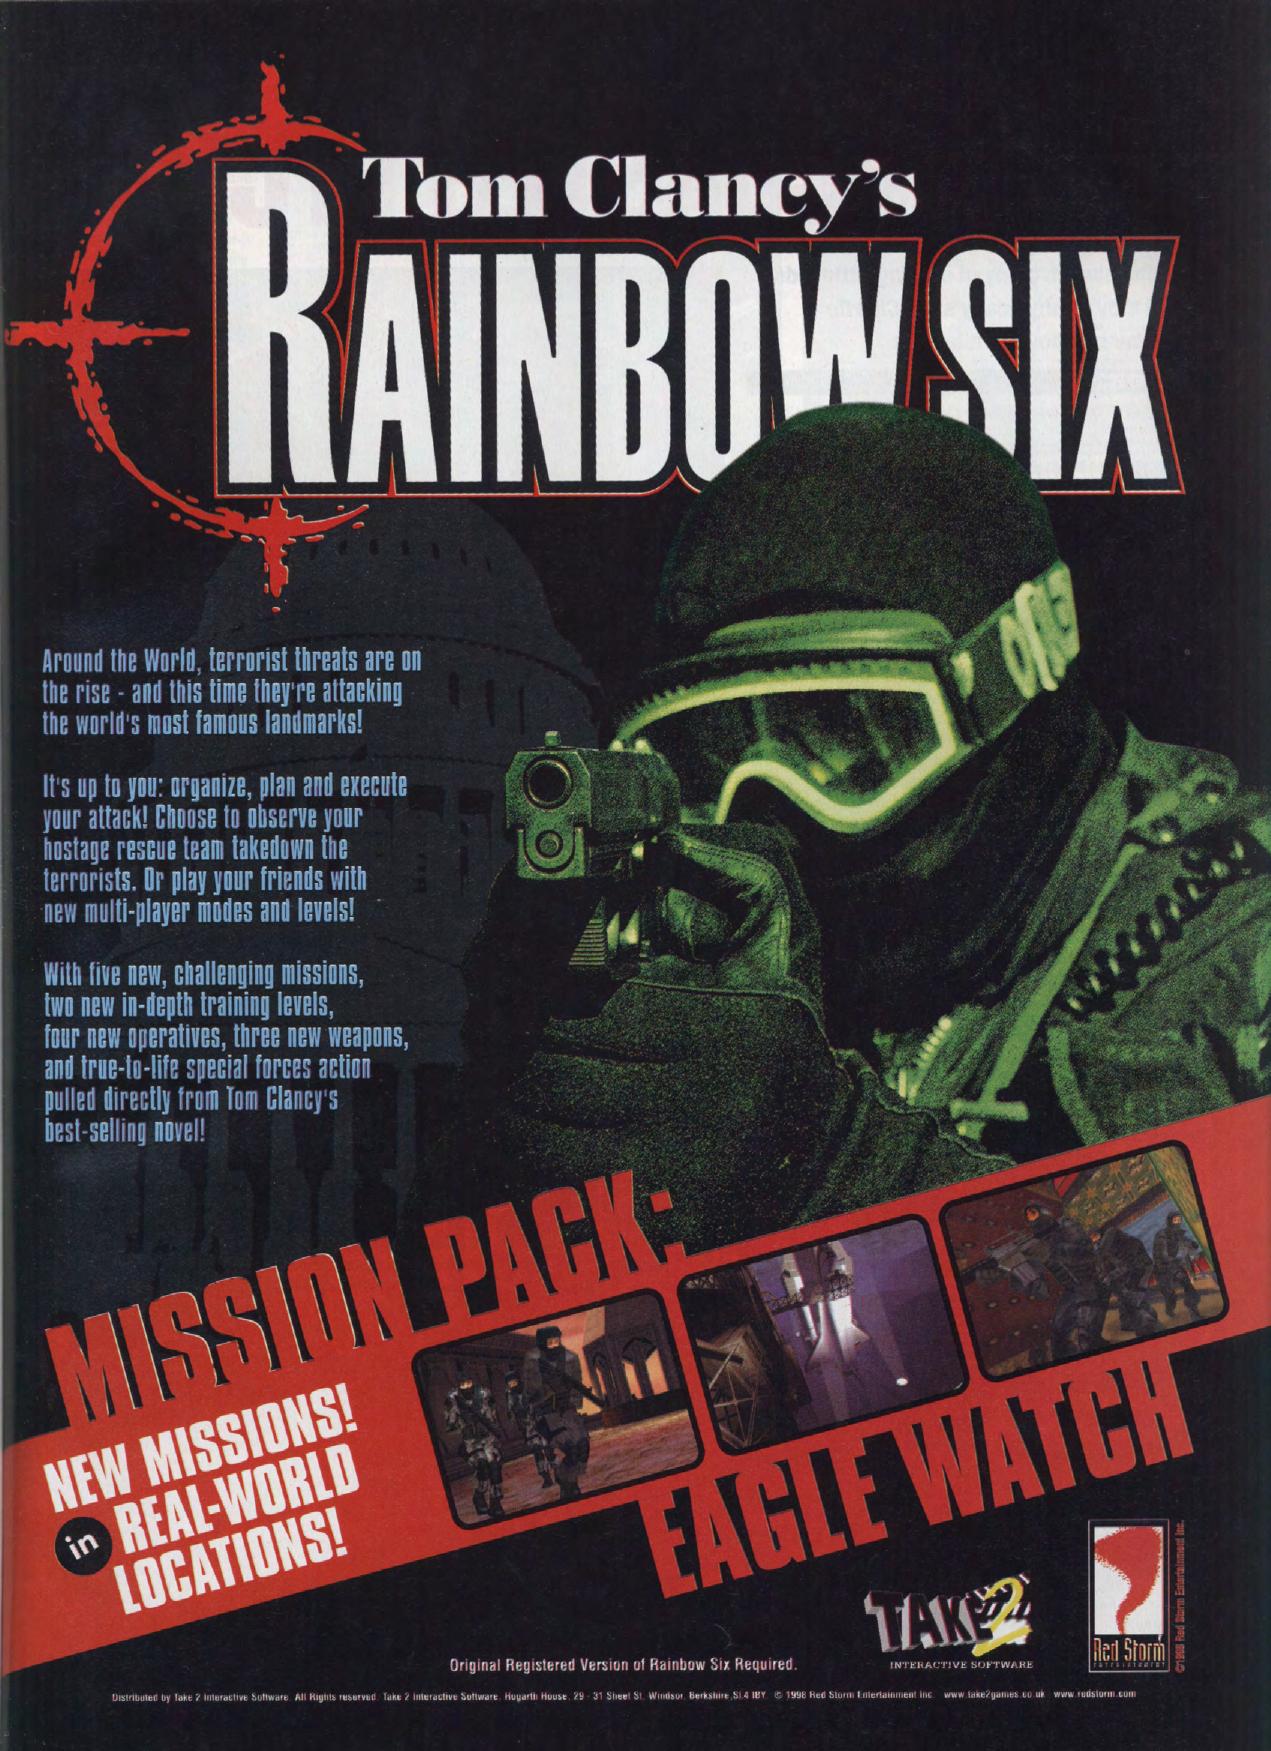 Tom Clancy's
RAINBOW SIX
Around the World, terrorist threats are on
the rise - and this time they're attacking
the world's most famous landmarks!
It's up to you: organize, plan and execute
your attack! Choose to observe your
hostage rescue team takedown the
terrorists. Or play your friends with
new multi-player modes and levels!
With five new, challenging missions,
two new in-depth training levels,
four new operatives, three new weapons,
and true-to-life special forces action
pulled directly from Tom Clancy's
best-selling novel!
MISSION PACK:
NEW MISSIONS!
in REAL-WORLD
LOCATIONS!
EAGLE WATCH
TAKE 2
INTERACTIVE SOFTWARE
Red Storm
ENTERTAINMENT
©1998 Red Storm Entertainment Inc.
Original Registered Version of Rainbow Six Required.
Distributed by Take 2 Interactive Software. All Rights reserved. Take 2 Interactive Software, Hogarth House, 29 - 31 Sheet St, Windsor, Berkshire, SL4 1BY. © 1998 Red Storm Entertainment Inc. www.take2games.co.uk www.redstorm.com